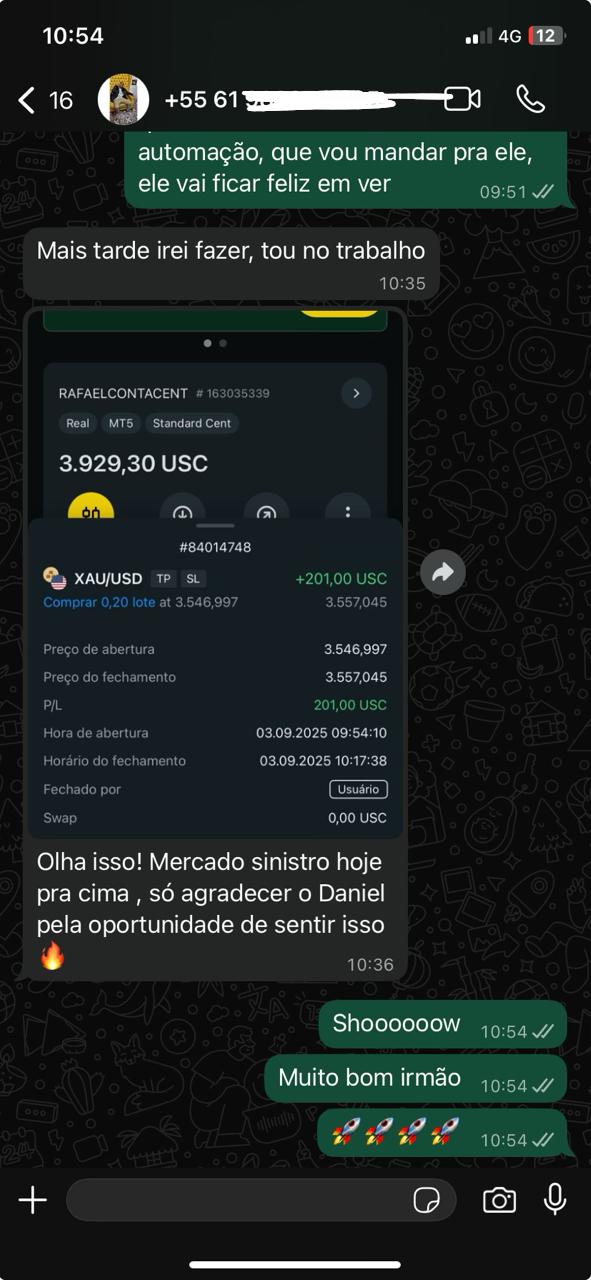 10:54
4G 12
16
+55 61
automação, que vou mandar pra ele,
ele vai ficar feliz em ver
09:51
Mais tarde irei fazer, tou no trabalho
10:35
RAFAELCONTACENT # 163035339
Real MT5 Standard Cent
3.929,30 USC
#84014748
XAU/USD TP SL +201,00 USC
Comprar 0,20 lote at 3.546,997 3.557,045
Preço de abertura 3.546,997
Preço do fechamento 3.557,045
P/L 201,00 USC
Hora de abertura 03.09.2025 09:54:10
Horário do fechamento 03.09.2025 10:17:38
Fechado por Usuário
Swap 0,00 USC
Olha isso! Mercado sinistro hoje
pra cima , só agradecer o Daniel
pela oportunidade de sentir isso
🔥
10:36
Shoooooow 10:54
Muito bom irmão 10:54
🚀🚀🚀🚀 10:54